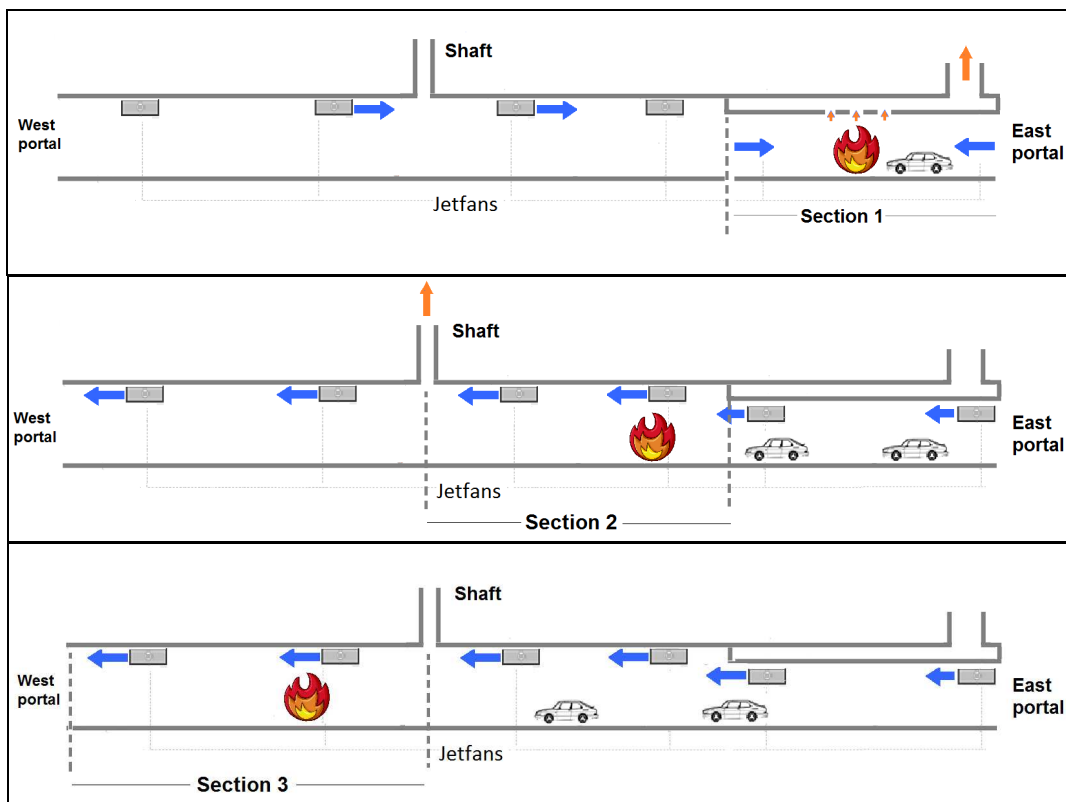 Shaft
West
portal
East
portal
Jetfans
Section 1
Shaft
West
portal
East
portal
Jetfans
Section 2
Shaft
West
portal
East
portal
Jetfans
Section 3